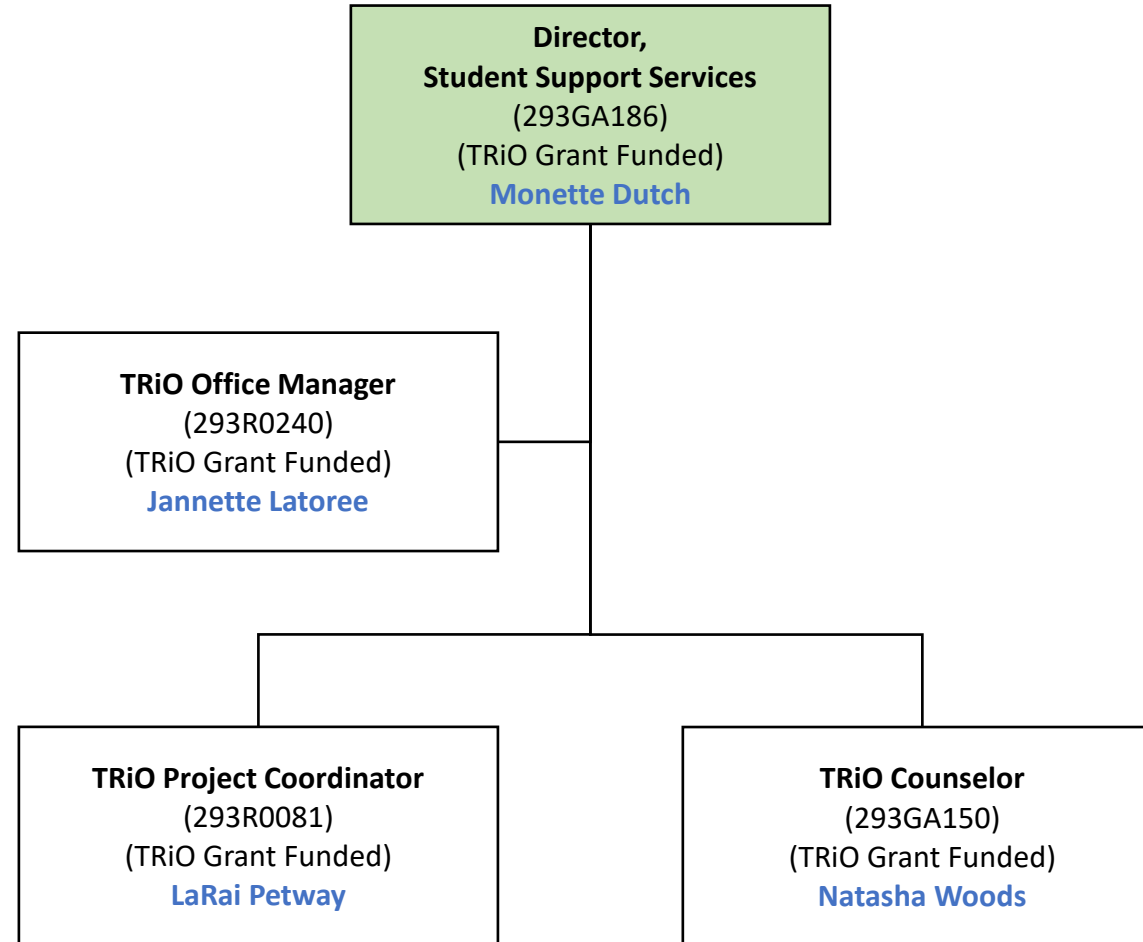 Director,
Student Support Services
(293GA186)
(TRiO Grant Funded)
Monette Dutch
TRiO Office Manager
(293R0240)
(TRiO Grant Funded)
Jannette Latoree
TRiO Project Coordinator
(293R0081)
(TRiO Grant Funded)
LaRai Petway
TRiO Counselor
(293GA150)
(TRiO Grant Funded)
Natasha Woods